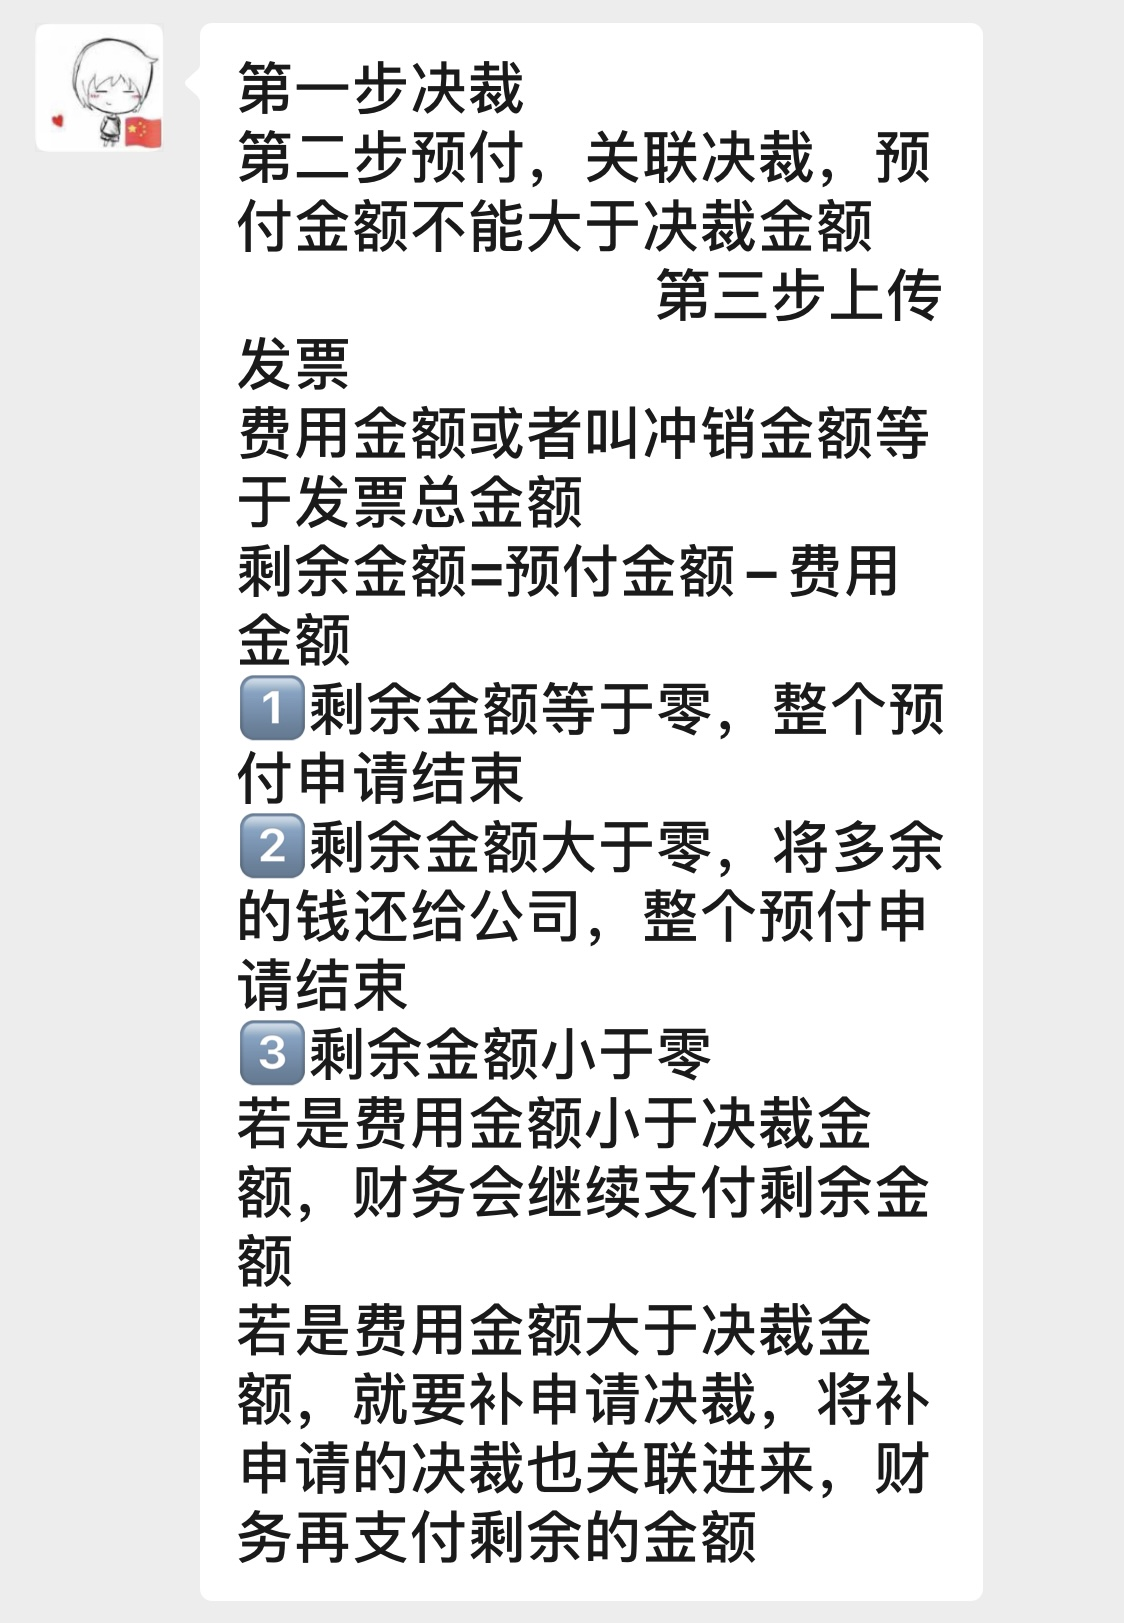 第一步决裁
第二步预付，关联决裁，预
付金额不能大于决裁金额
第三步上传
发票
费用金额或者叫冲销金额等
于发票总金额
剩余金额=预付金额－费用
金额
1️⃣剩余金额等于零，整个预
付申请结束
2️⃣剩余金额大于零，将多余
的钱还给公司，整个预付申
请结束
3️⃣剩余金额小于零
若是费用金额小于决裁金
额，财务会继续支付剩余金
额
若是费用金额大于决裁金
额，就要补申请决裁，将补
申请的决裁也关联进来，财
务再支付剩余的金额